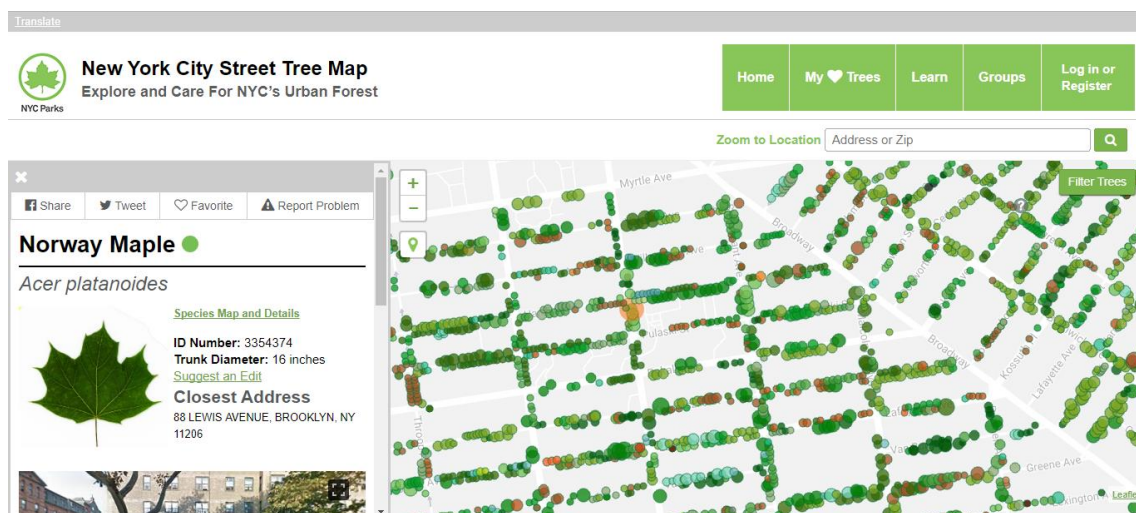 Translate
New York City Street Tree Map
Explore and Care For NYC's Urban Forest
NYC Parks
Home
My Trees
Learn
Groups
Log in or
Register
Zoom to Location
Address or Zip
Share
Tweet
Favorite
Report Problem
Norway Maple
Acer platanoides
Species Map and Details
ID Number: 3354374
Trunk Diameter: 16 inches
Suggest an Edit
Closest Address
88 LEWIS AVENUE, BROOKLYN, NY
11206
+
−
Filter Trees
Myrtle Ave
Broadway
Broadway
Lafayette Ave
Greene Ave